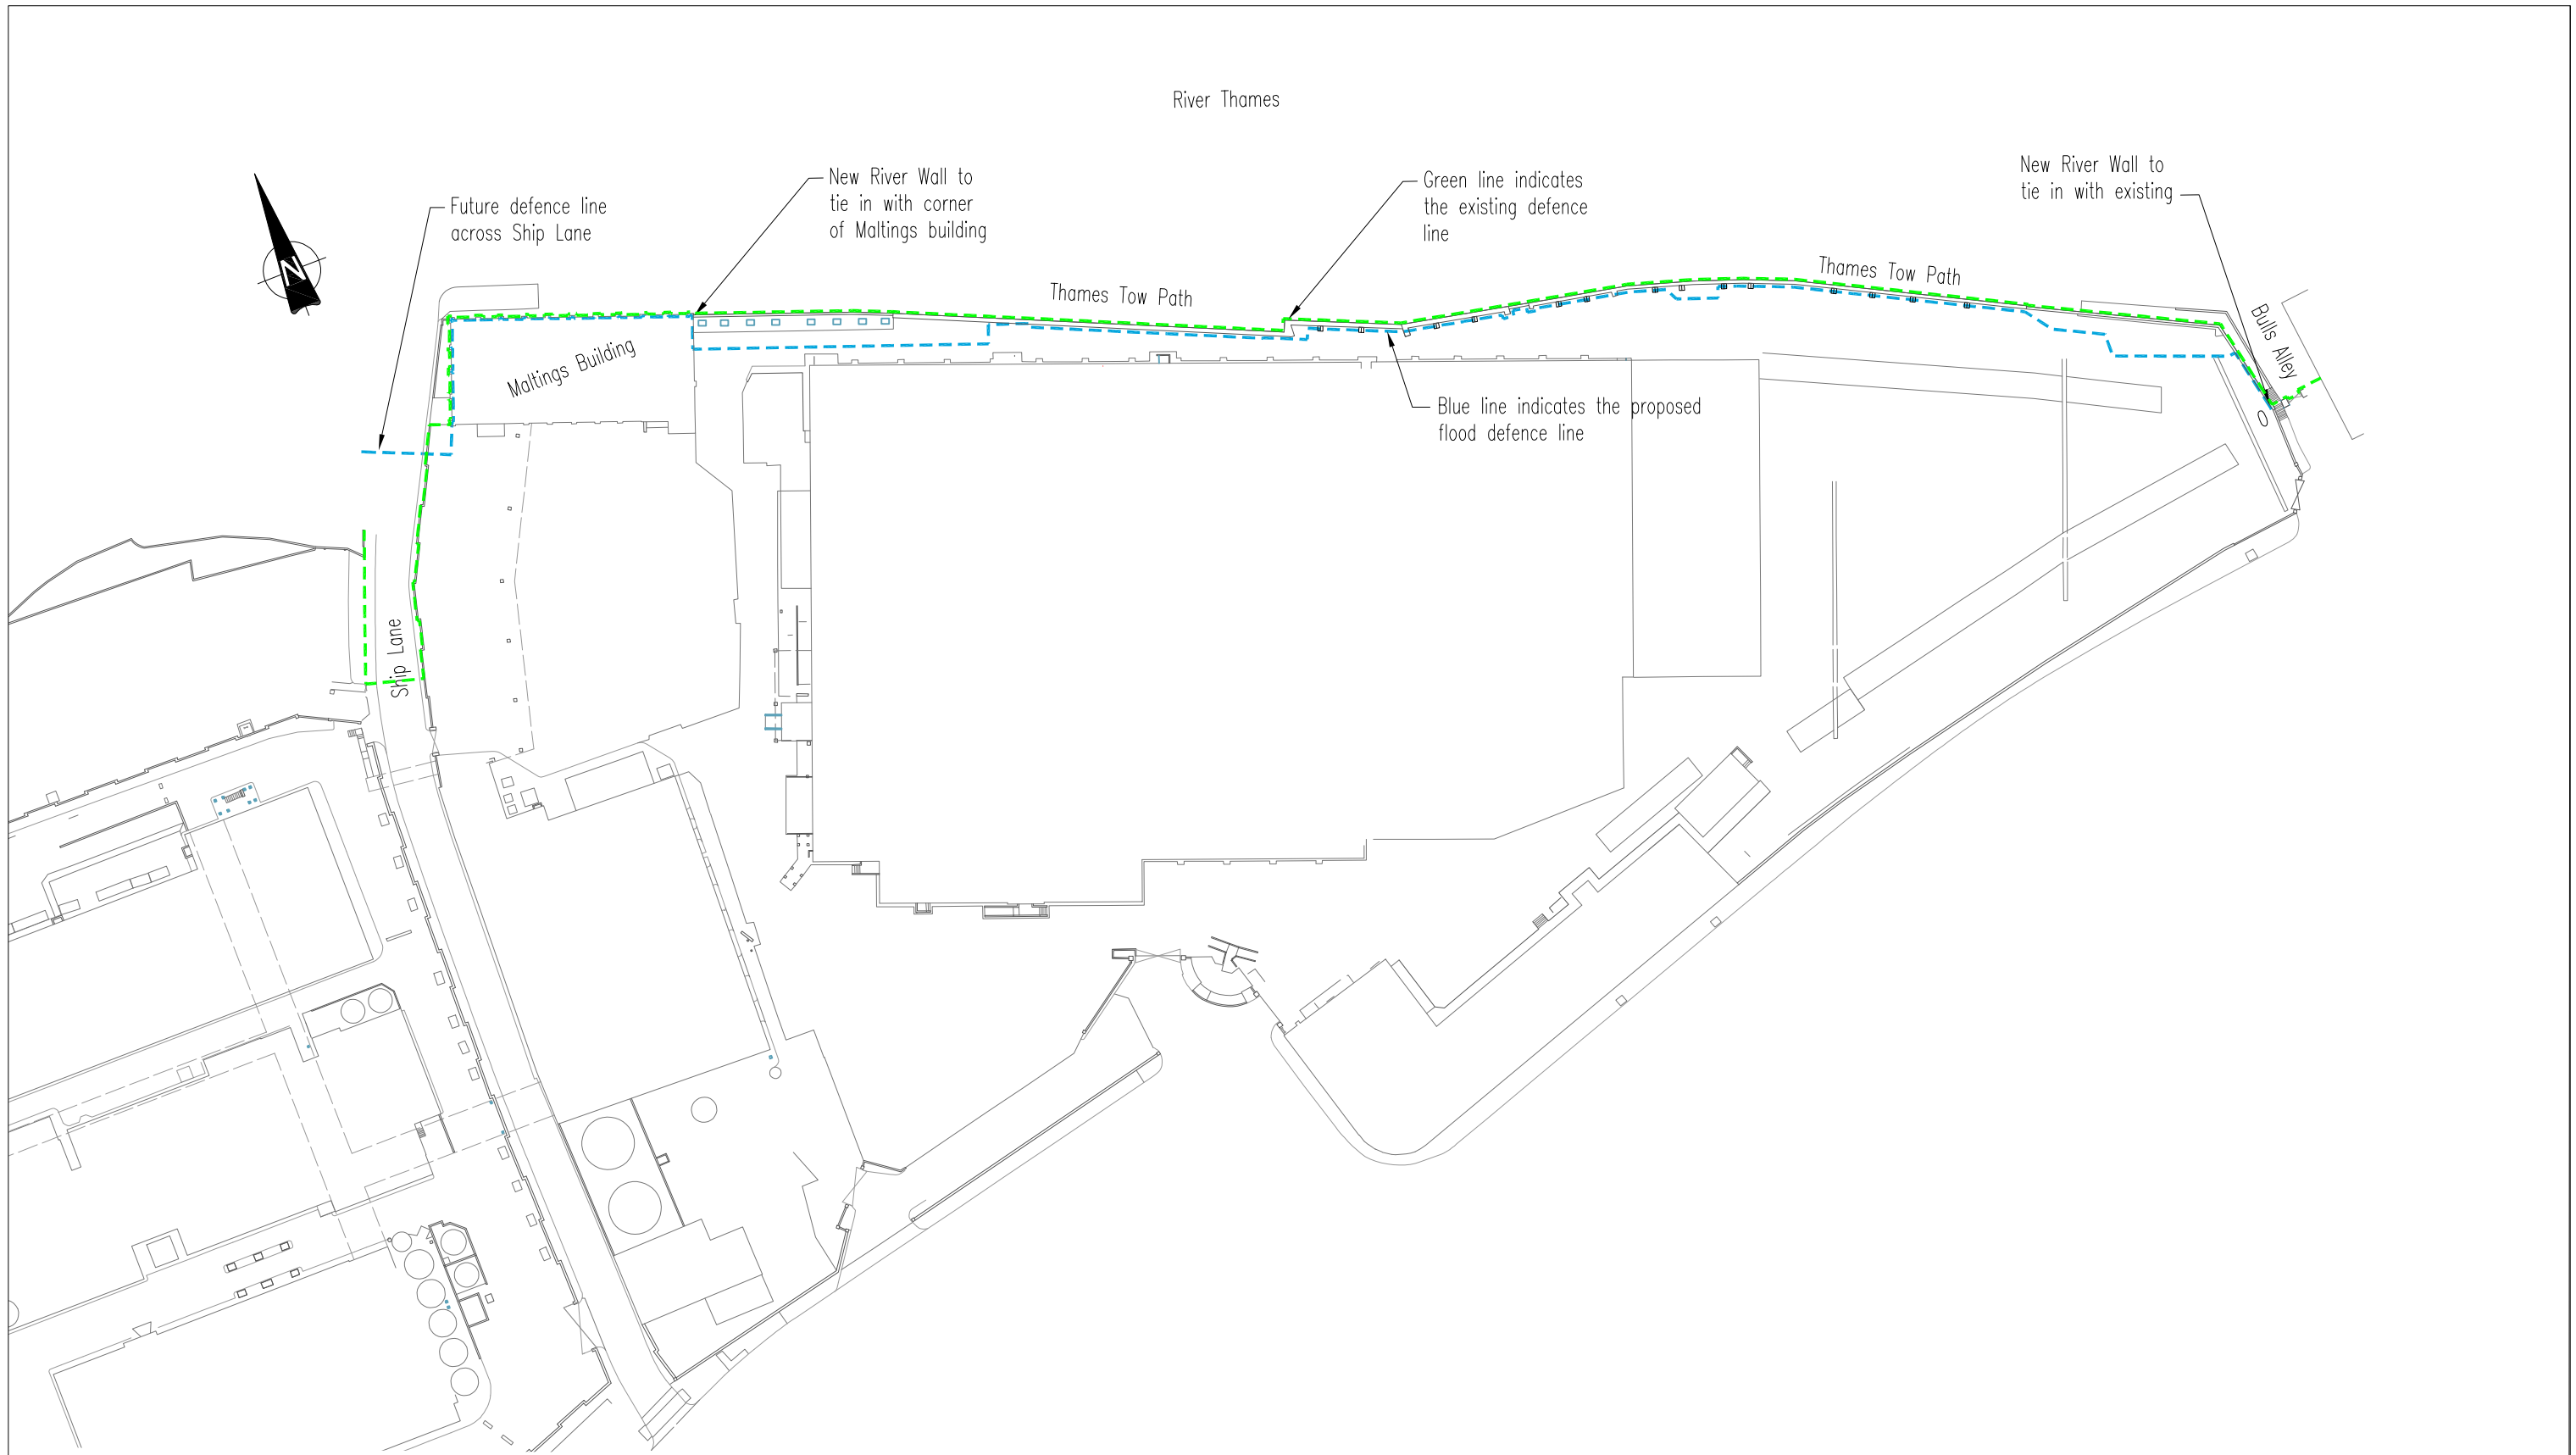 River Thames
New River Wall to
tie in with existing
New River Wall to
tie in with corner
of Maltings building
Green line indicates
the existing defence
line
Future defence line
across Ship Lane
N
Thames Tow Path
Thames Tow Path
Bulls Alley
Maltings Building
Blue line indicates the proposed
flood defence line
Ship Lane